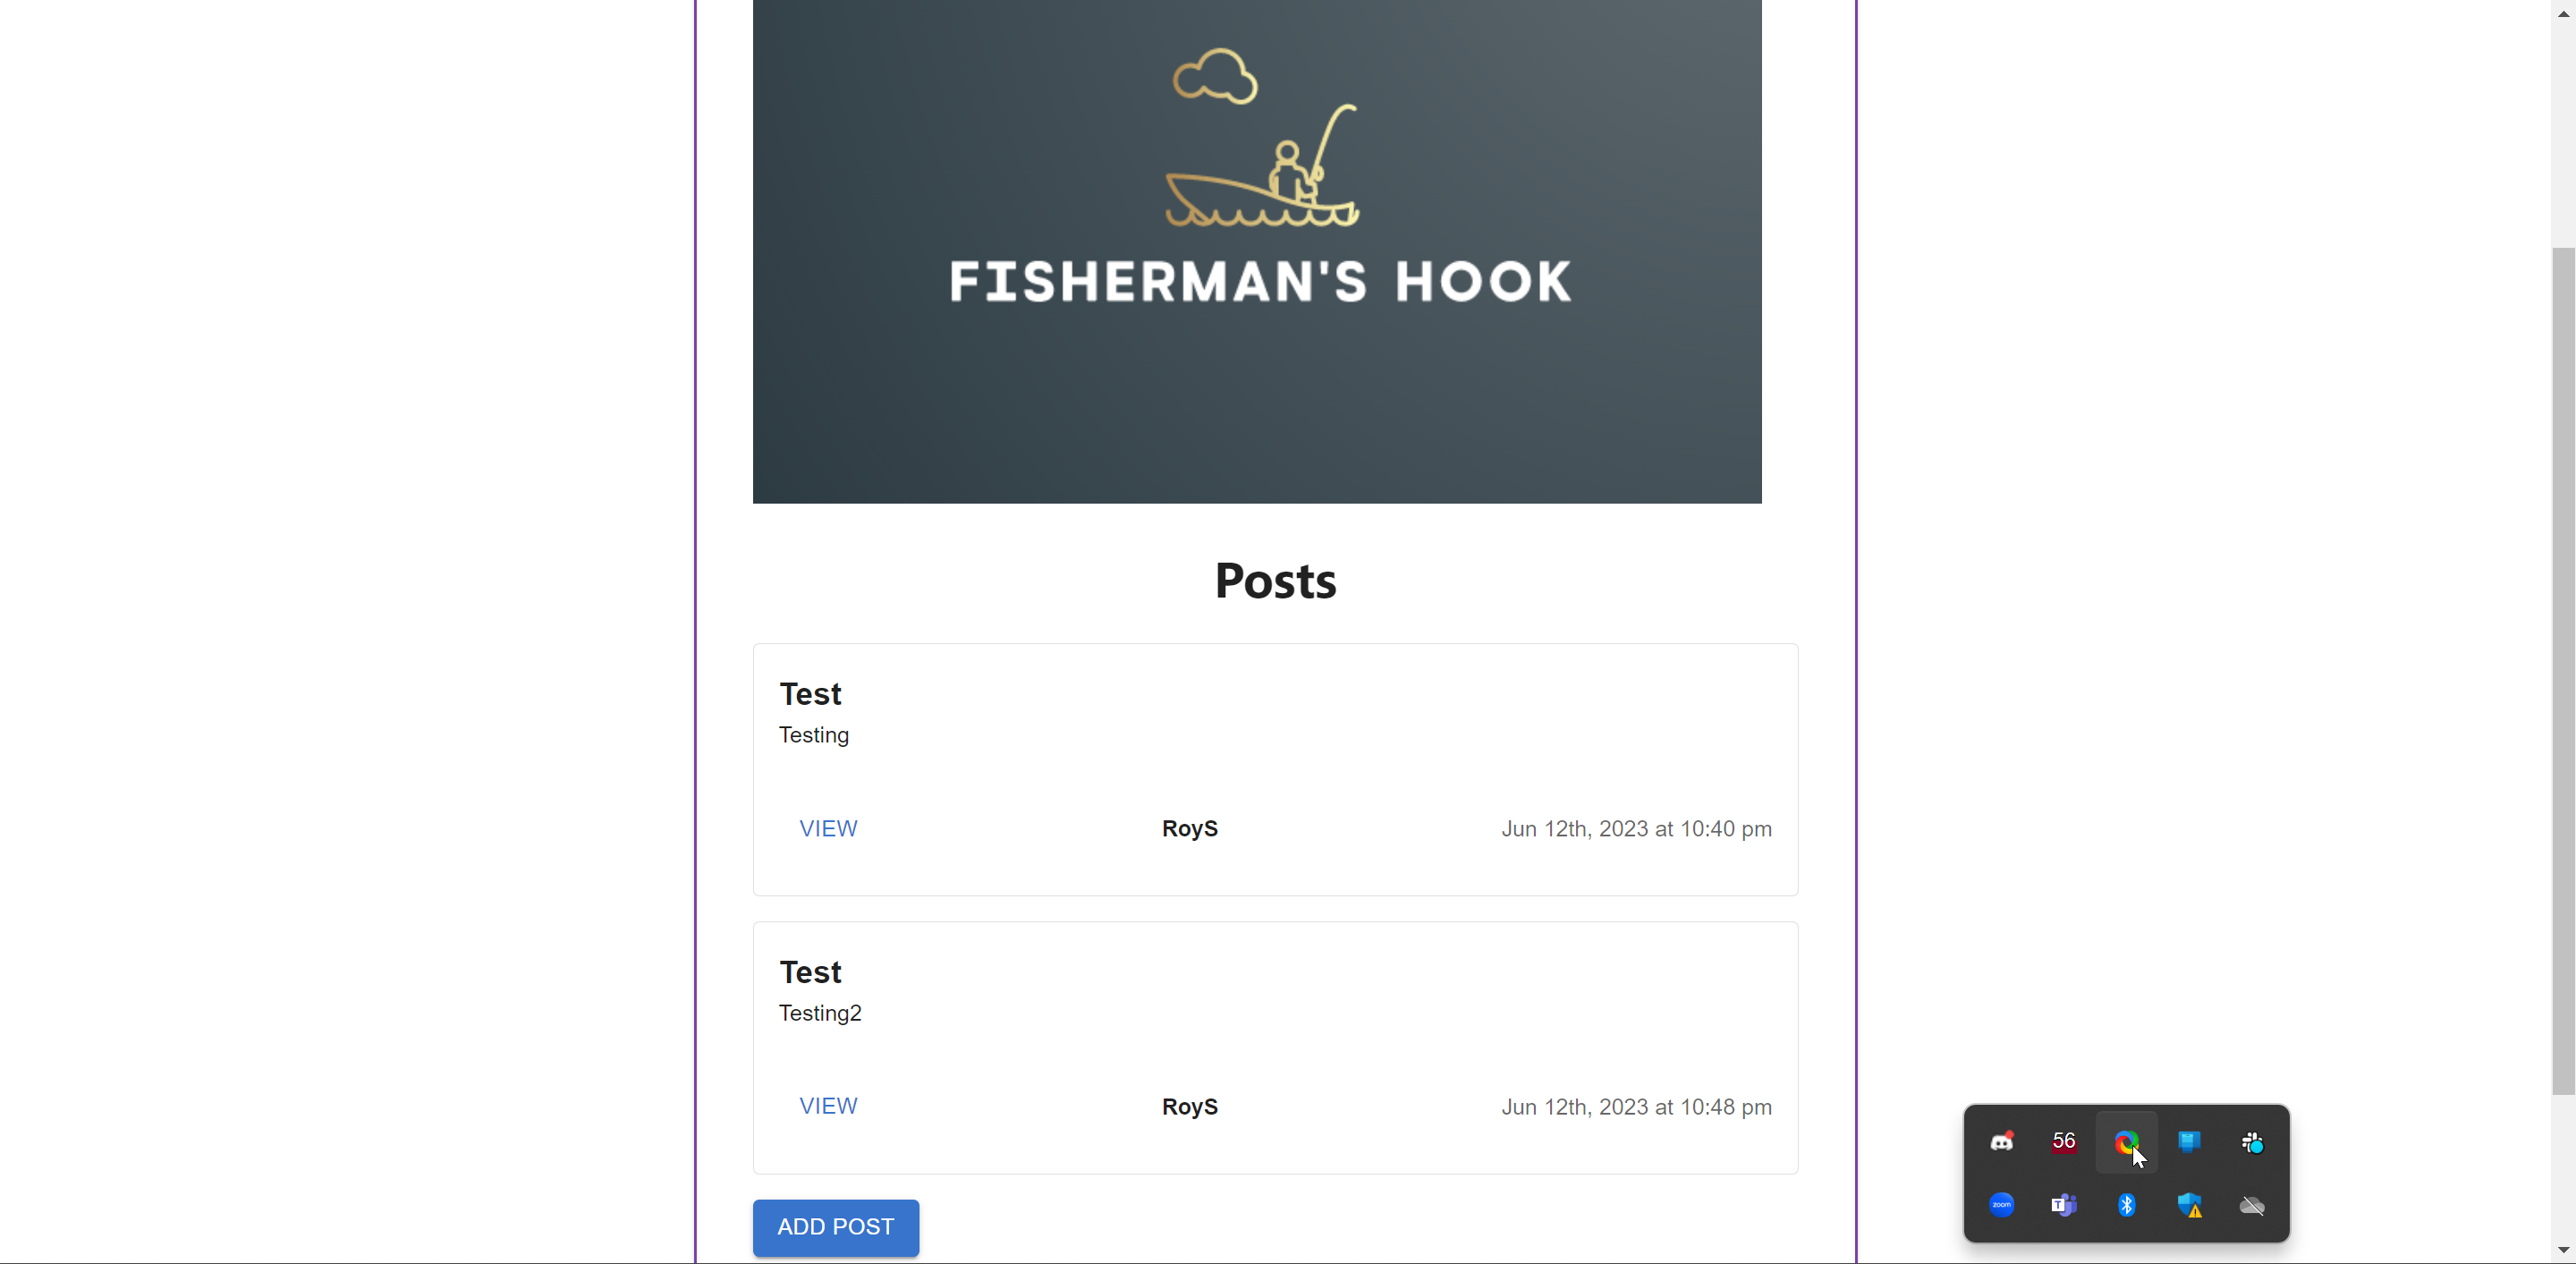 FISHERMAN'S HOOK
Posts
Test
Testing
VIEW RoyS Jun 12th, 2023 at 10:40 pm
Test
Testing2
VIEW RoyS Jun 12th, 2023 at 10:48 pm
ADD POST
56
zoom
T